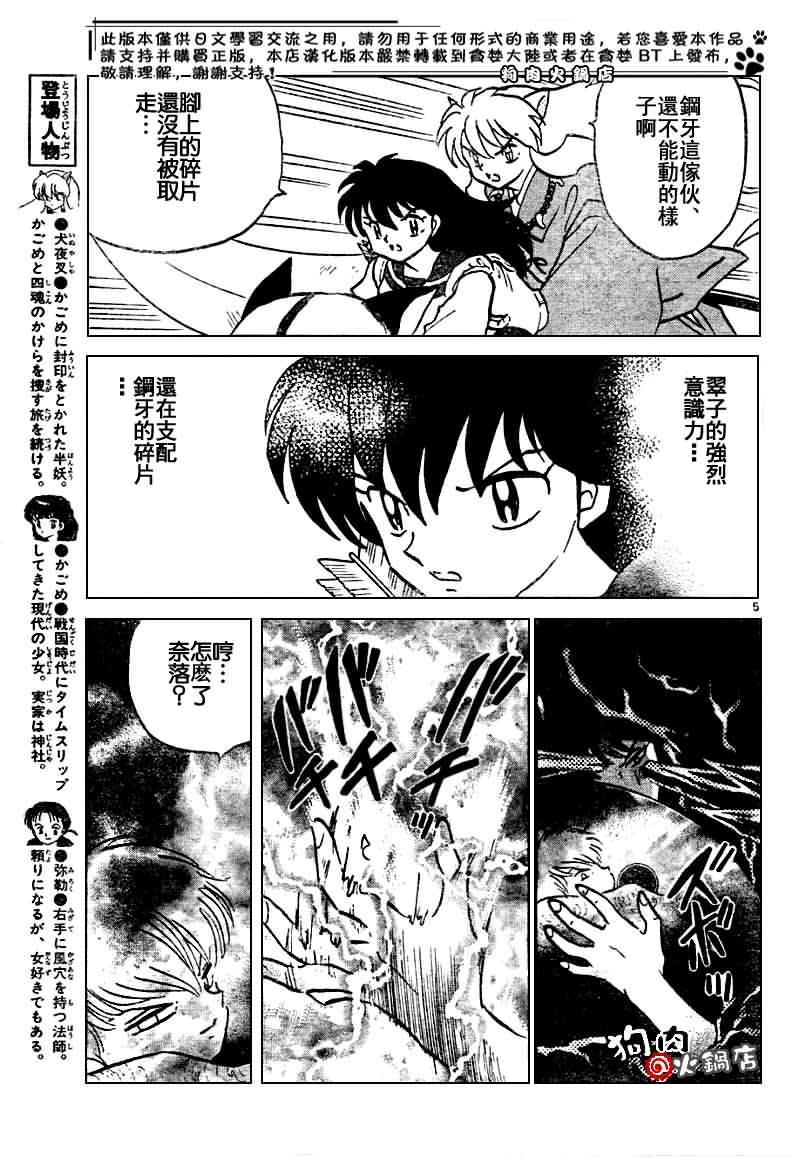 此版本僅供日文學習交流之用，請勿用于任何形式的商業用途，若您喜愛本作品
請支持并購買正版，本店漢化版本嚴禁轉載到貪婪大陸或者在貪婪BT上發布，
敬請理解，謝謝支持！
狗肉火鍋店
鋼牙這傢伙、
還不能動的樣
子啊
腳上的碎片
還沒有被取
走…
翠子的強烈
意識力…
還在支配
鋼牙的碎片
…
5
ズボッ
バチバチッ
哼…
怎麽了
奈落？
狗肉
火鍋店
とうじょうじんぶつ
登場人物
●犬夜叉●かごめに封印をとかれた半妖。
かごめと四魂のかけらを捜す旅を続ける。
●かごめ●戦国時代にタイムスリップ
してきた現代の少女。実家は神社。
●弥勒●右手に風穴を持つ法師。
頼りになるが、女好きでもある。